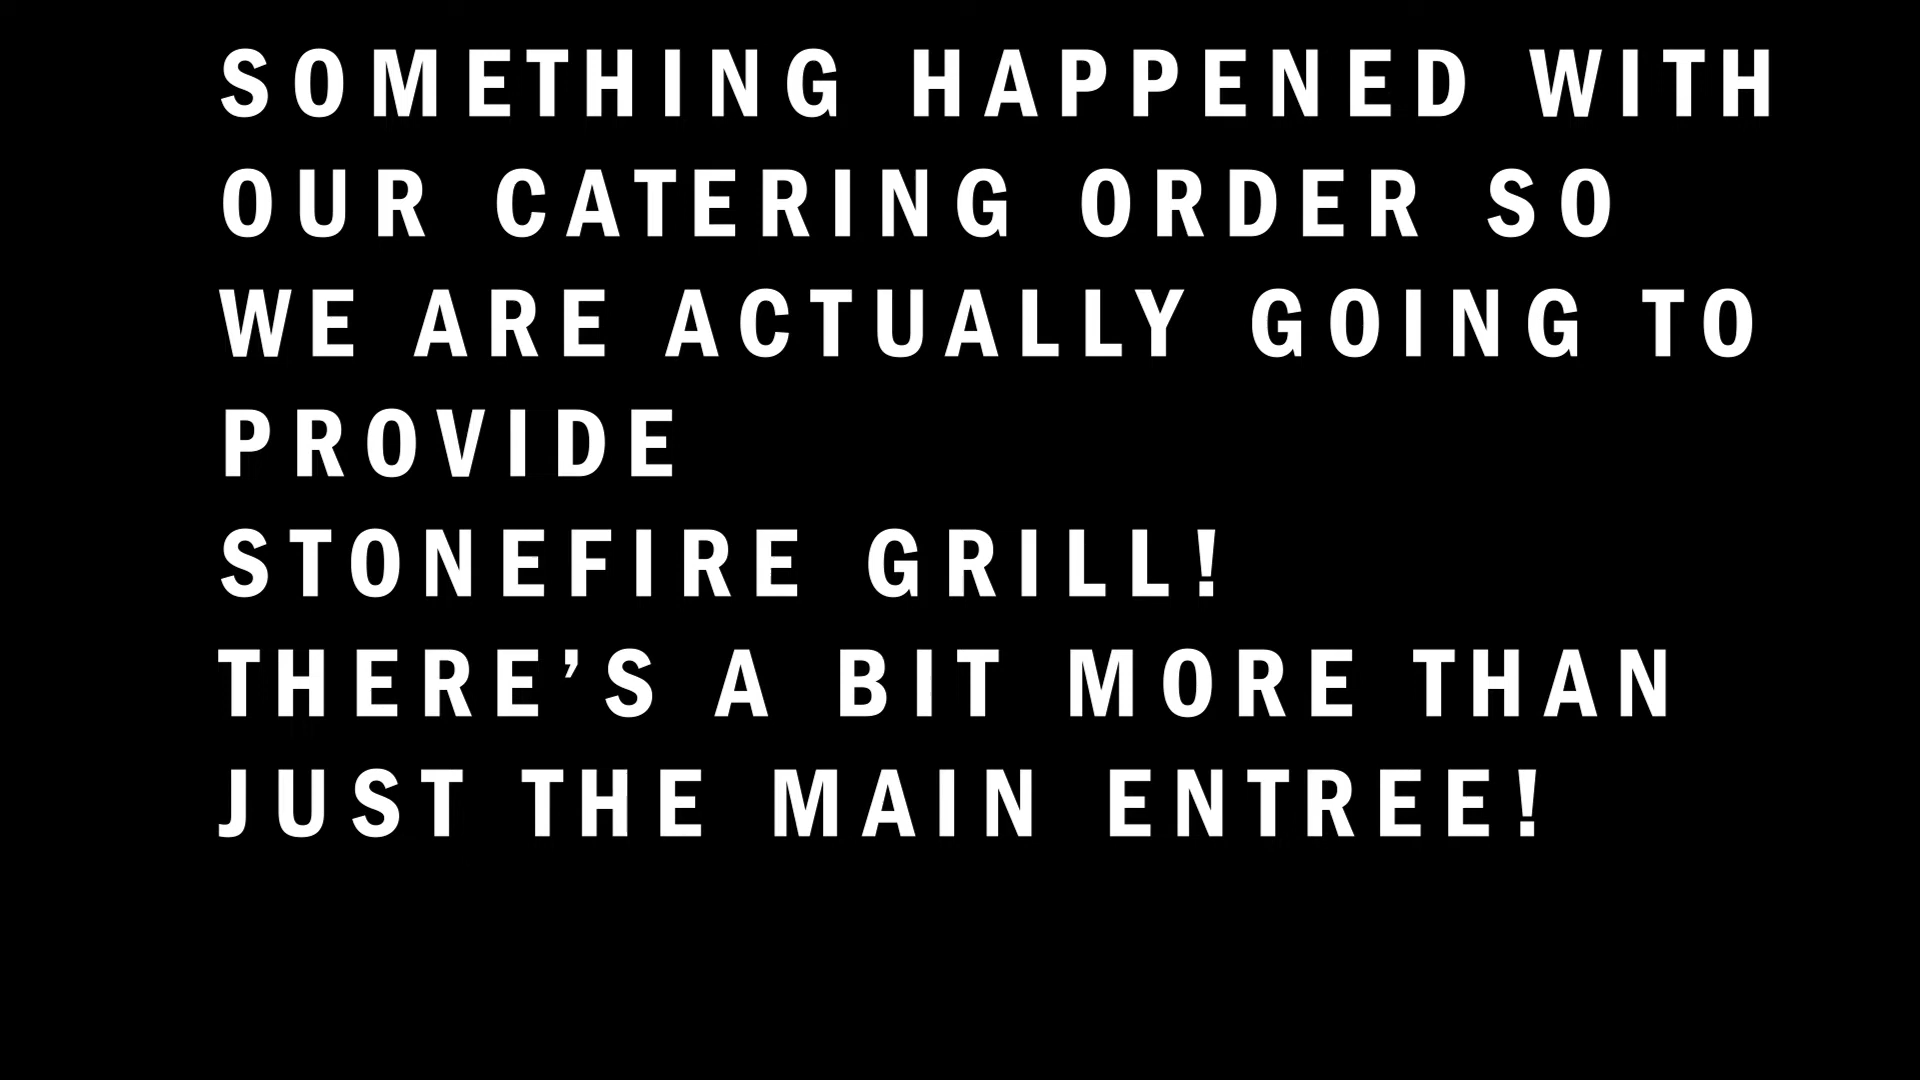 SOMETHING HAPPENED WITH
OUR CATERING ORDER SO
WE ARE ACTUALLY GOING TO
PROVIDE
STONEFIRE GRILL!
THERE’S A BIT MORE THAN
JUST THE MAIN ENTREE!